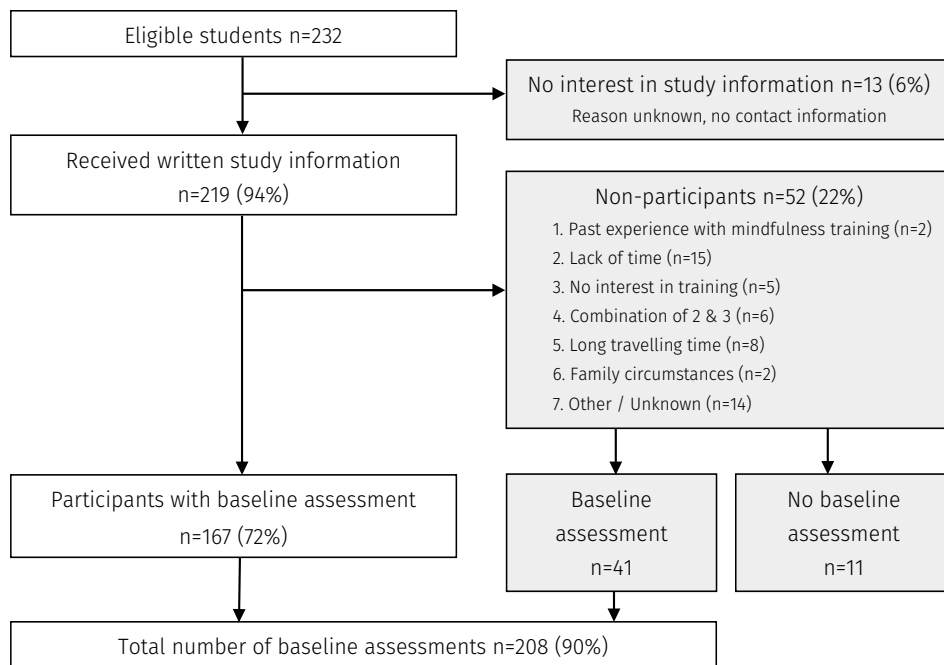 Eligible students n=232
No interest in study information n=13 (6%)
Reason unknown, no contact information
Received written study information
n=219 (94%)
Non-participants n=52 (22%)
1. Past experience with mindfulness training (n=2)
2. Lack of time (n=15)
3. No interest in training (n=5)
4. Combination of 2 & 3 (n=6)
5. Long travelling time (n=8)
6. Family circumstances (n=2)
7. Other / Unknown (n=14)
Participants with baseline assessment
n=167 (72%)
Baseline
assessment
n=41
No baseline
assessment
n=11
Total number of baseline assessments n=208 (90%)